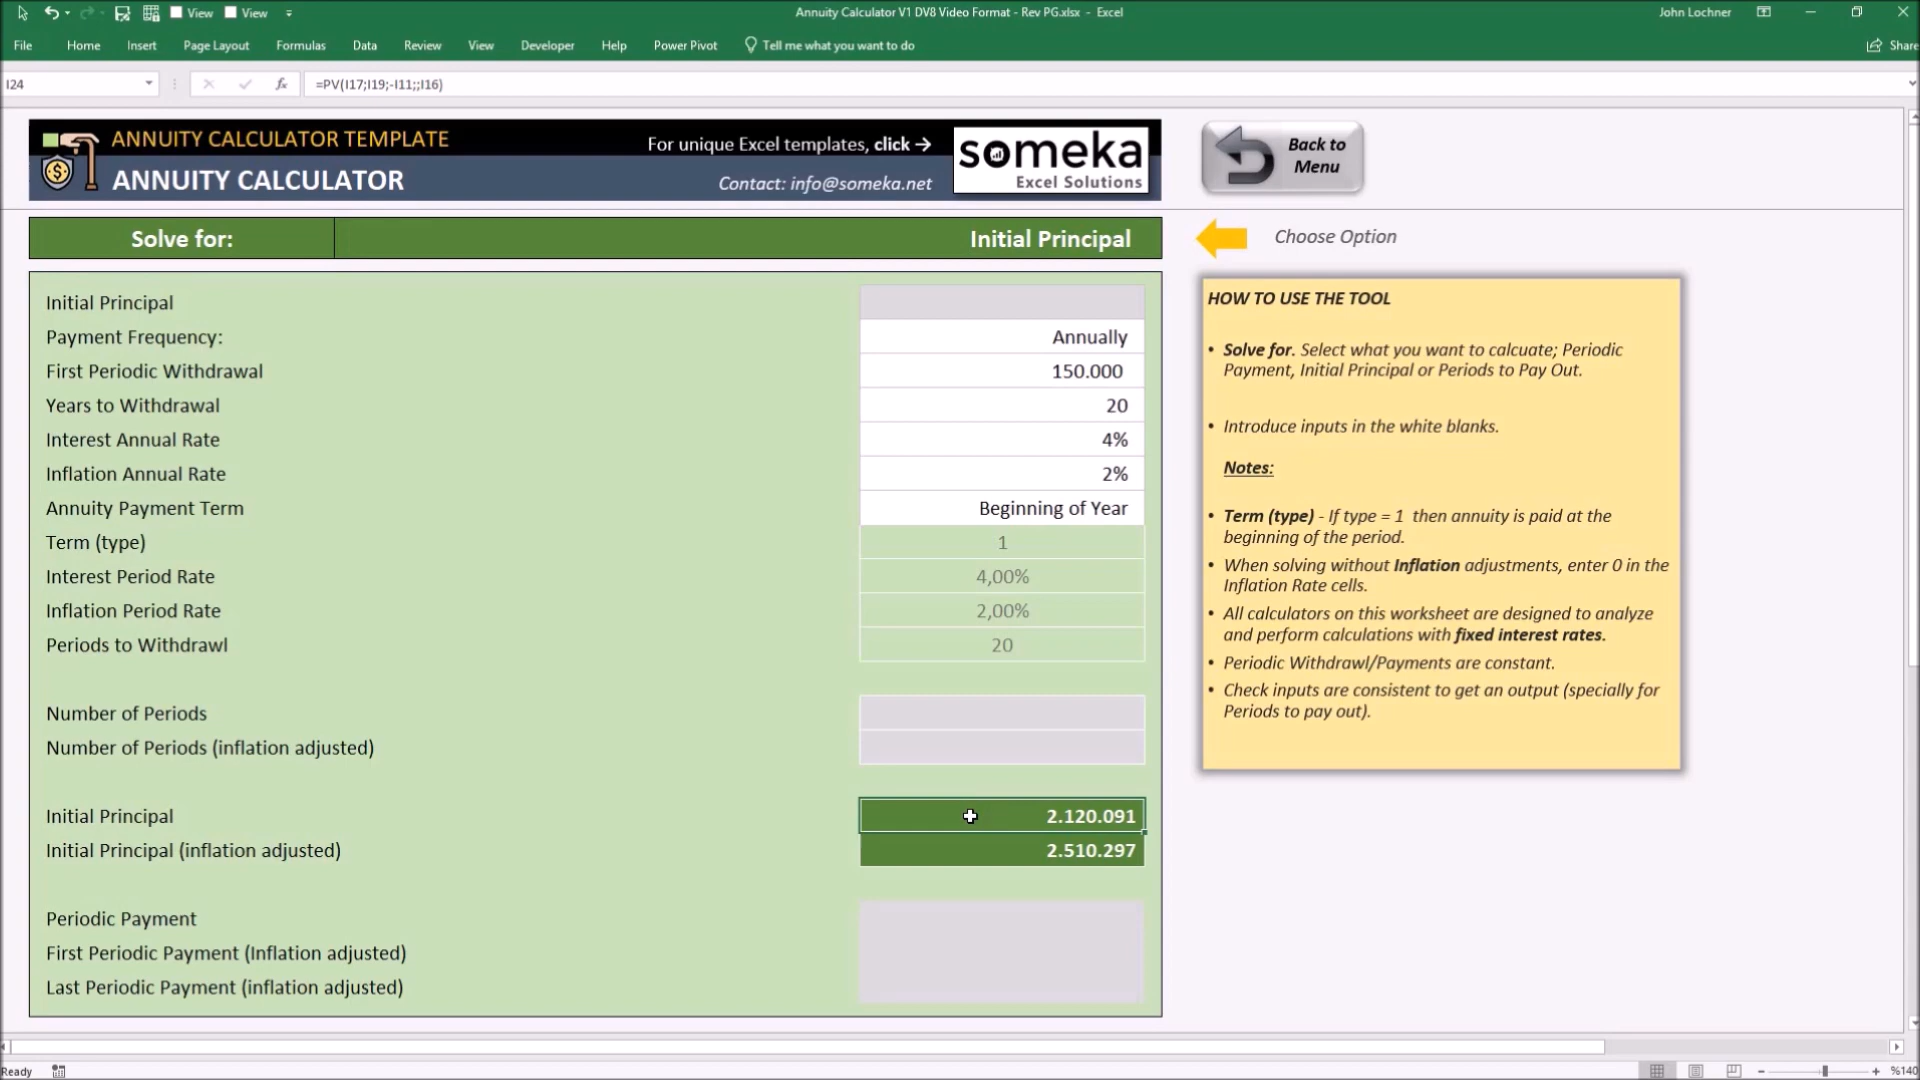 View View
Annuity Calculator V1 DV8 Video Format - Rev PG.xlsx - Excel
John Lochner
File Home Insert Page Layout Formulas Data Review View Developer Help Power Pivot Tell me what you want to do Share
I24 fx =PV(I17;I19;-I11;;I16)
ANNUITY CALCULATOR TEMPLATE
ANNUITY CALCULATOR
For unique Excel templates, click →
Contact: info@someka.net
someka
Excel Solutions
Back to
Menu
Solve for: Initial Principal
Choose Option
Initial Principal
Payment Frequency: Annually
First Periodic Withdrawal 150.000
Years to Withdrawal 20
Interest Annual Rate 4%
Inflation Annual Rate 2%
Annuity Payment Term Beginning of Year
Term (type) 1
Interest Period Rate 4,00%
Inflation Period Rate 2,00%
Periods to Withdrawl 20
Number of Periods
Number of Periods (inflation adjusted)
Initial Principal 2.120.091
Initial Principal (inflation adjusted) 2.510.297
Periodic Payment
First Periodic Payment (Inflation adjusted)
Last Periodic Payment (inflation adjusted)
HOW TO USE THE TOOL
• Solve for. Select what you want to calcuate; Periodic
Payment, Initial Principal or Periods to Pay Out.
• Introduce inputs in the white blanks.
Notes:
• Term (type) - If type = 1 then annuity is paid at the
beginning of the period.
• When solving without Inflation adjustments, enter 0 in the
Inflation Rate cells.
• All calculators on this worksheet are designed to analyze
and perform calculations with fixed interest rates.
• Periodic Withdrawl/Payments are constant.
• Check inputs are consistent to get an output (specially for
Periods to pay out).
Ready
%140